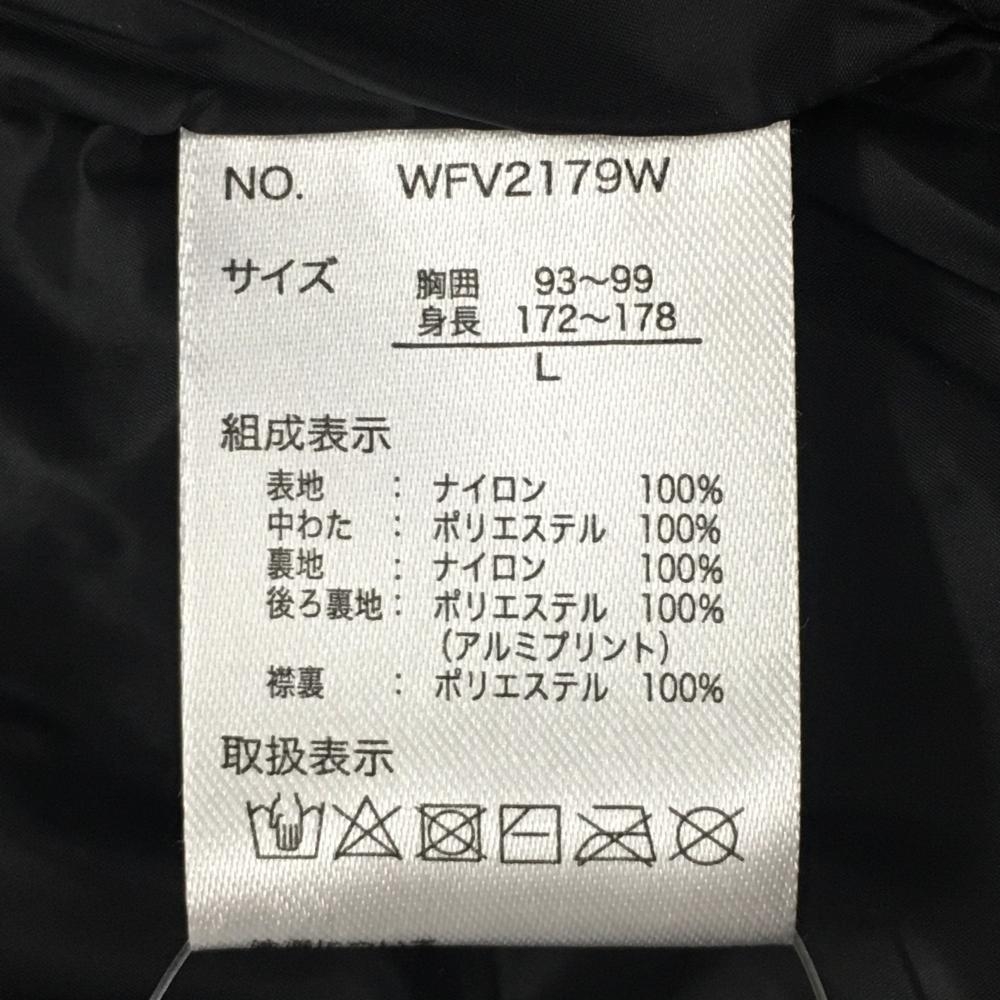 NO. WFV2179W
サイズ 胸囲 93～99
身長 172～178
L
組成表示
表地 : ナイロン 100%
中わた : ポリエステル 100%
裏地 : ナイロン 100%
後ろ裏地 : ポリエステル 100%
(アルミプリント)
襟裏 : ポリエステル 100%
取扱表示